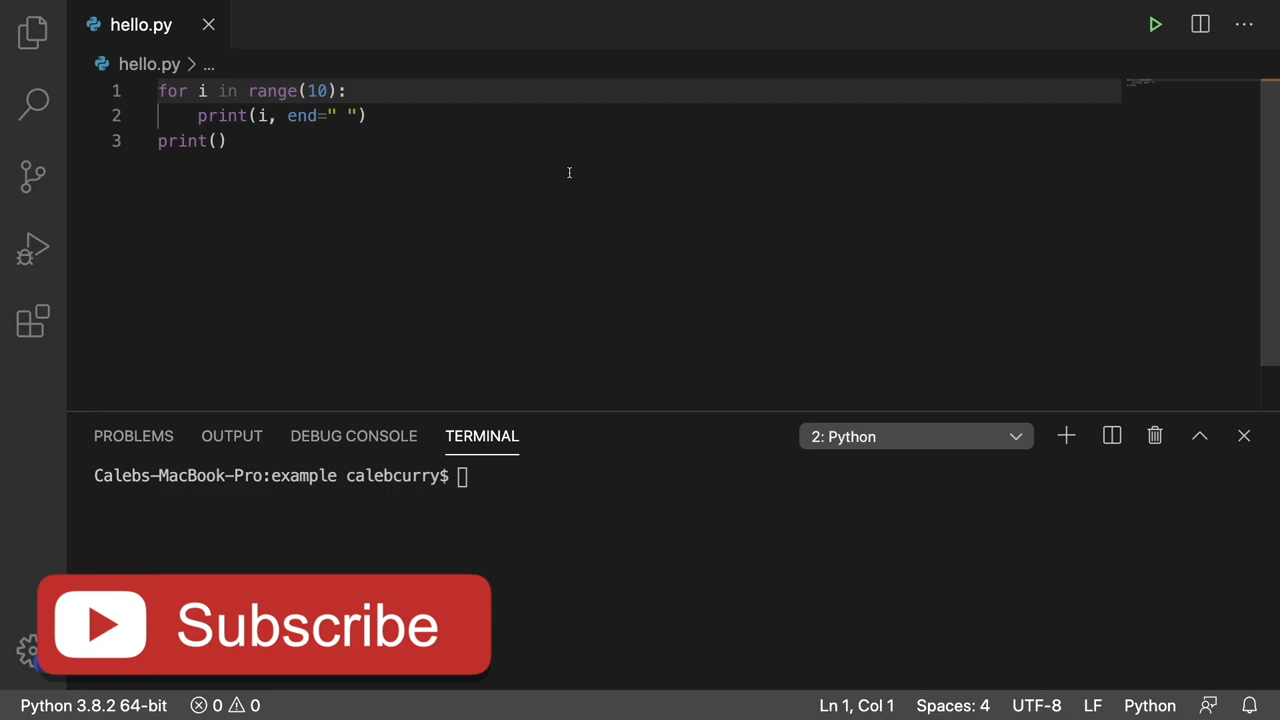 hello.py
hello.py > ...
1 for i in range(10):
2     print(i, end=" ")
3 print()
PROBLEMS OUTPUT DEBUG CONSOLE TERMINAL 2: Python
Calebs-MacBook-Pro:example calebcurry$
Subscribe
Python 3.8.2 64-bit 0 0 Ln 1, Col 1 Spaces: 4 UTF-8 LF Python